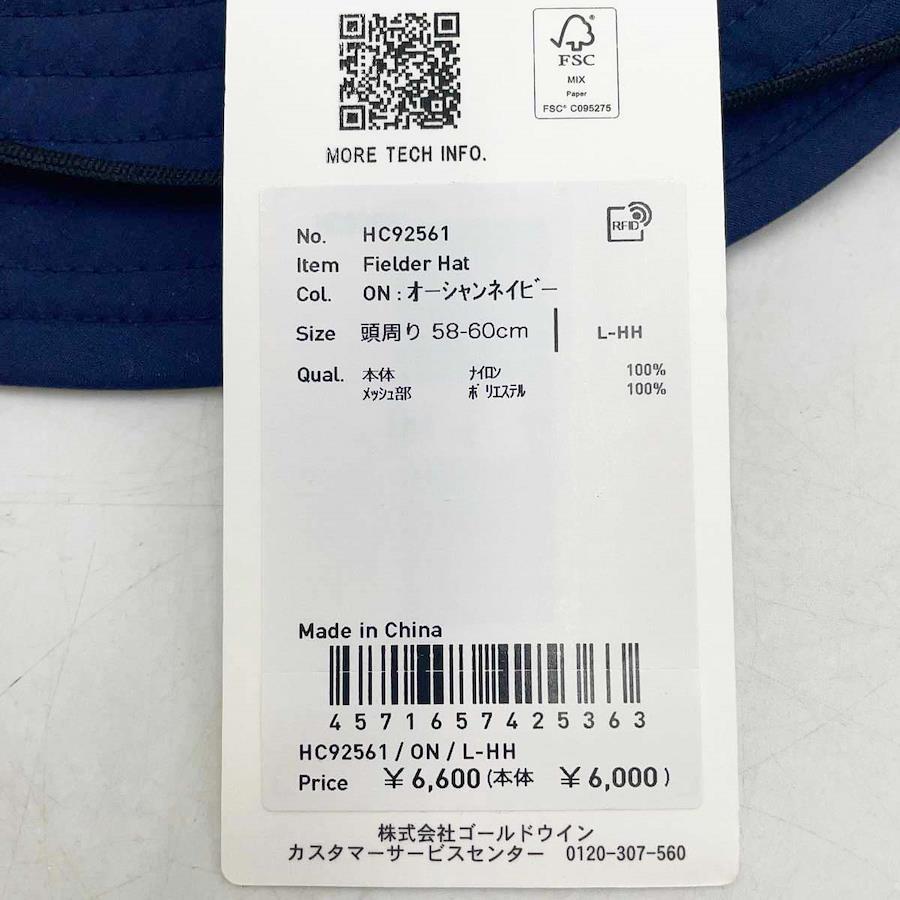 FSC
MIX
Paper
FSC® C095275
MORE TECH INFO.
RFID
No. HC92561
Item Fielder Hat
Col. ON : オーシャンネイビー
Size 頭周り 58-60cm L-HH
Qual. 本体 ナイロン 100%
メッシュ部 ポリエステル 100%
Made in China
4571657425363
HC92561 / ON / L-HH
Price ¥6,600 (本体 ¥6,000)
株式会社ゴールドウイン
カスタマーサービスセンター 0120-307-560